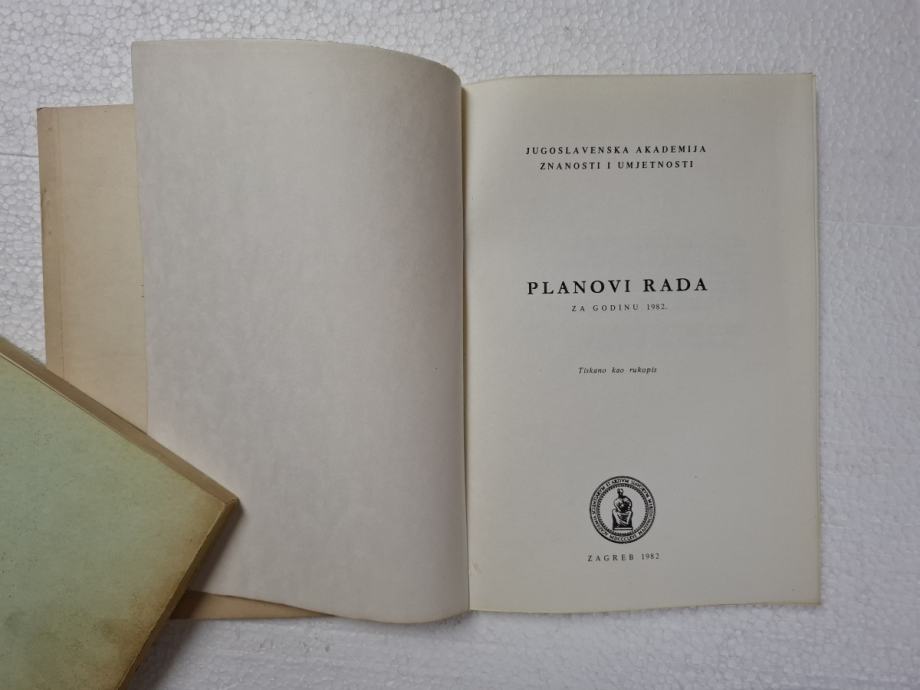 JUGOSLAVENSKA AKADEMIJA
ZNANOSTI I UMJETNOSTI
PLANOVI RADA
ZA GODINU 1982.
Tiskano kao rukopis
ZAGREB 1982